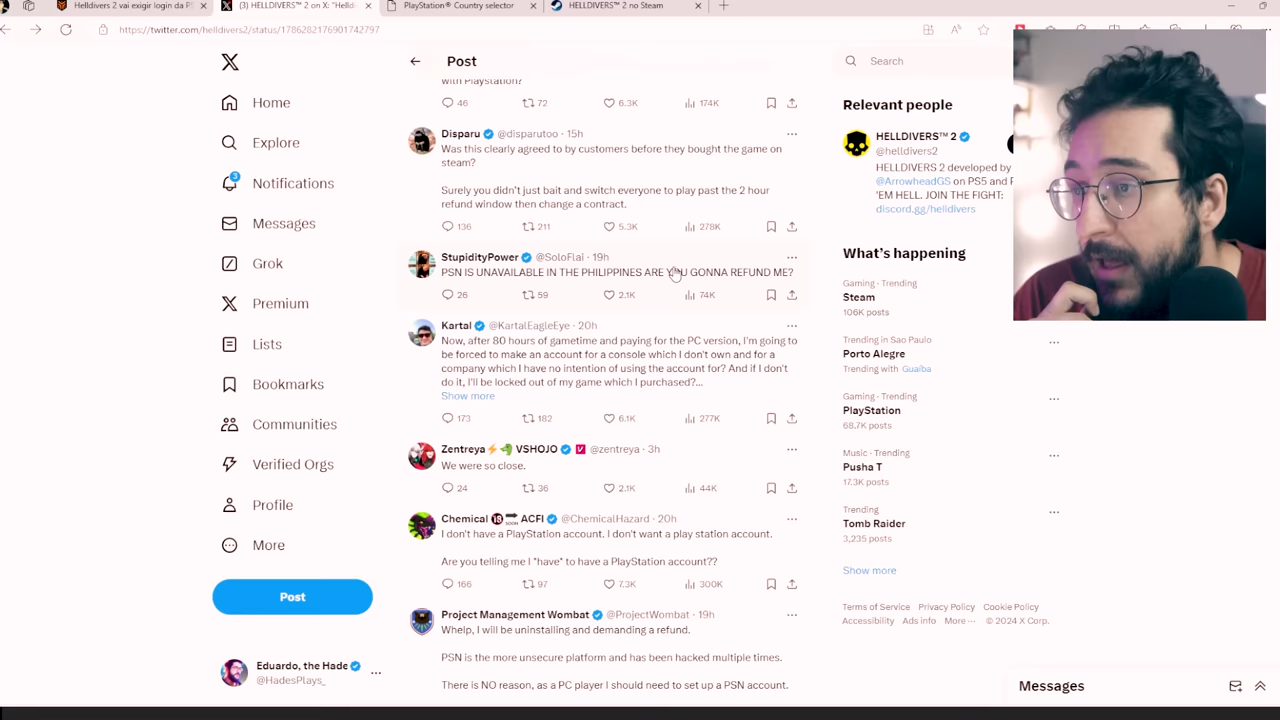 Helldivers 2 vai exigir login da P
(3) HELLDIVERS™ 2 on X: "Helld
PlayStation® Country selector
HELLDIVERS™ 2 no Steam
https://twitter.com/helldivers2/status/1786282176901742797
Post
Search
Home
Explore
3
Notifications
Messages
Grok
Premium
Lists
Bookmarks
Communities
Verified Orgs
Profile
More
Post
Eduardo, the Hade
@HadesPlays_
with Playstation?
46 72 6.3K 174K
Disparu @disparutoo · 15h
Was this clearly agreed to by customers before they bought the game on
steam?
Surely you didn't just bait and switch everyone to play past the 2 hour
refund window then change a contract.
136 211 5.3K 278K
StupidityPower @SoloFlai · 19h
PSN IS UNAVAILABLE IN THE PHILIPPINES ARE YOU GONNA REFUND ME?
26 59 2.1K 74K
Kartal @KartalEagleEye · 20h
Now, after 80 hours of gametime and paying for the PC version, I'm going to
be forced to make an account for a console which I don't own and for a
company which I have no intention of using the account for? And if I don't
do it, I'll be locked out of my game which I purchased?...
Show more
173 182 6.1K 277K
Zentreya VSHOJO @zentreya · 3h
We were so close.
24 36 2.1K 44K
Chemical 18 SOON ACFI @ChemicalHazard · 20h
I don't have a PlayStation account. I don't want a play station account.
Are you telling me I *have* to have a PlayStation account??
166 97 7.3K 300K
Project Management Wombat @ProjectWombat · 19h
Whelp, I will be uninstalling and demanding a refund.
PSN is the more unsecure platform and has been hacked multiple times.
There is NO reason, as a PC player I should need to set up a PSN account.
Relevant people
HELLDIVERS™ 2
@helldivers2
HELLDIVERS 2 developed by
@ArrowheadGS on PS5 and
'EM HELL. JOIN THE FIGHT:
discord.gg/helldivers
What's happening
Gaming · Trending
Steam
106K posts
Trending in Sao Paulo
Porto Alegre
Trending with Guaíba
Gaming · Trending
PlayStation
68.7K posts
Music · Trending
Pusha T
17.3K posts
Trending
Tomb Raider
3,235 posts
Show more
Terms of Service Privacy Policy Cookie Policy
Accessibility Ads info More ··· © 2024 X Corp.
Messages